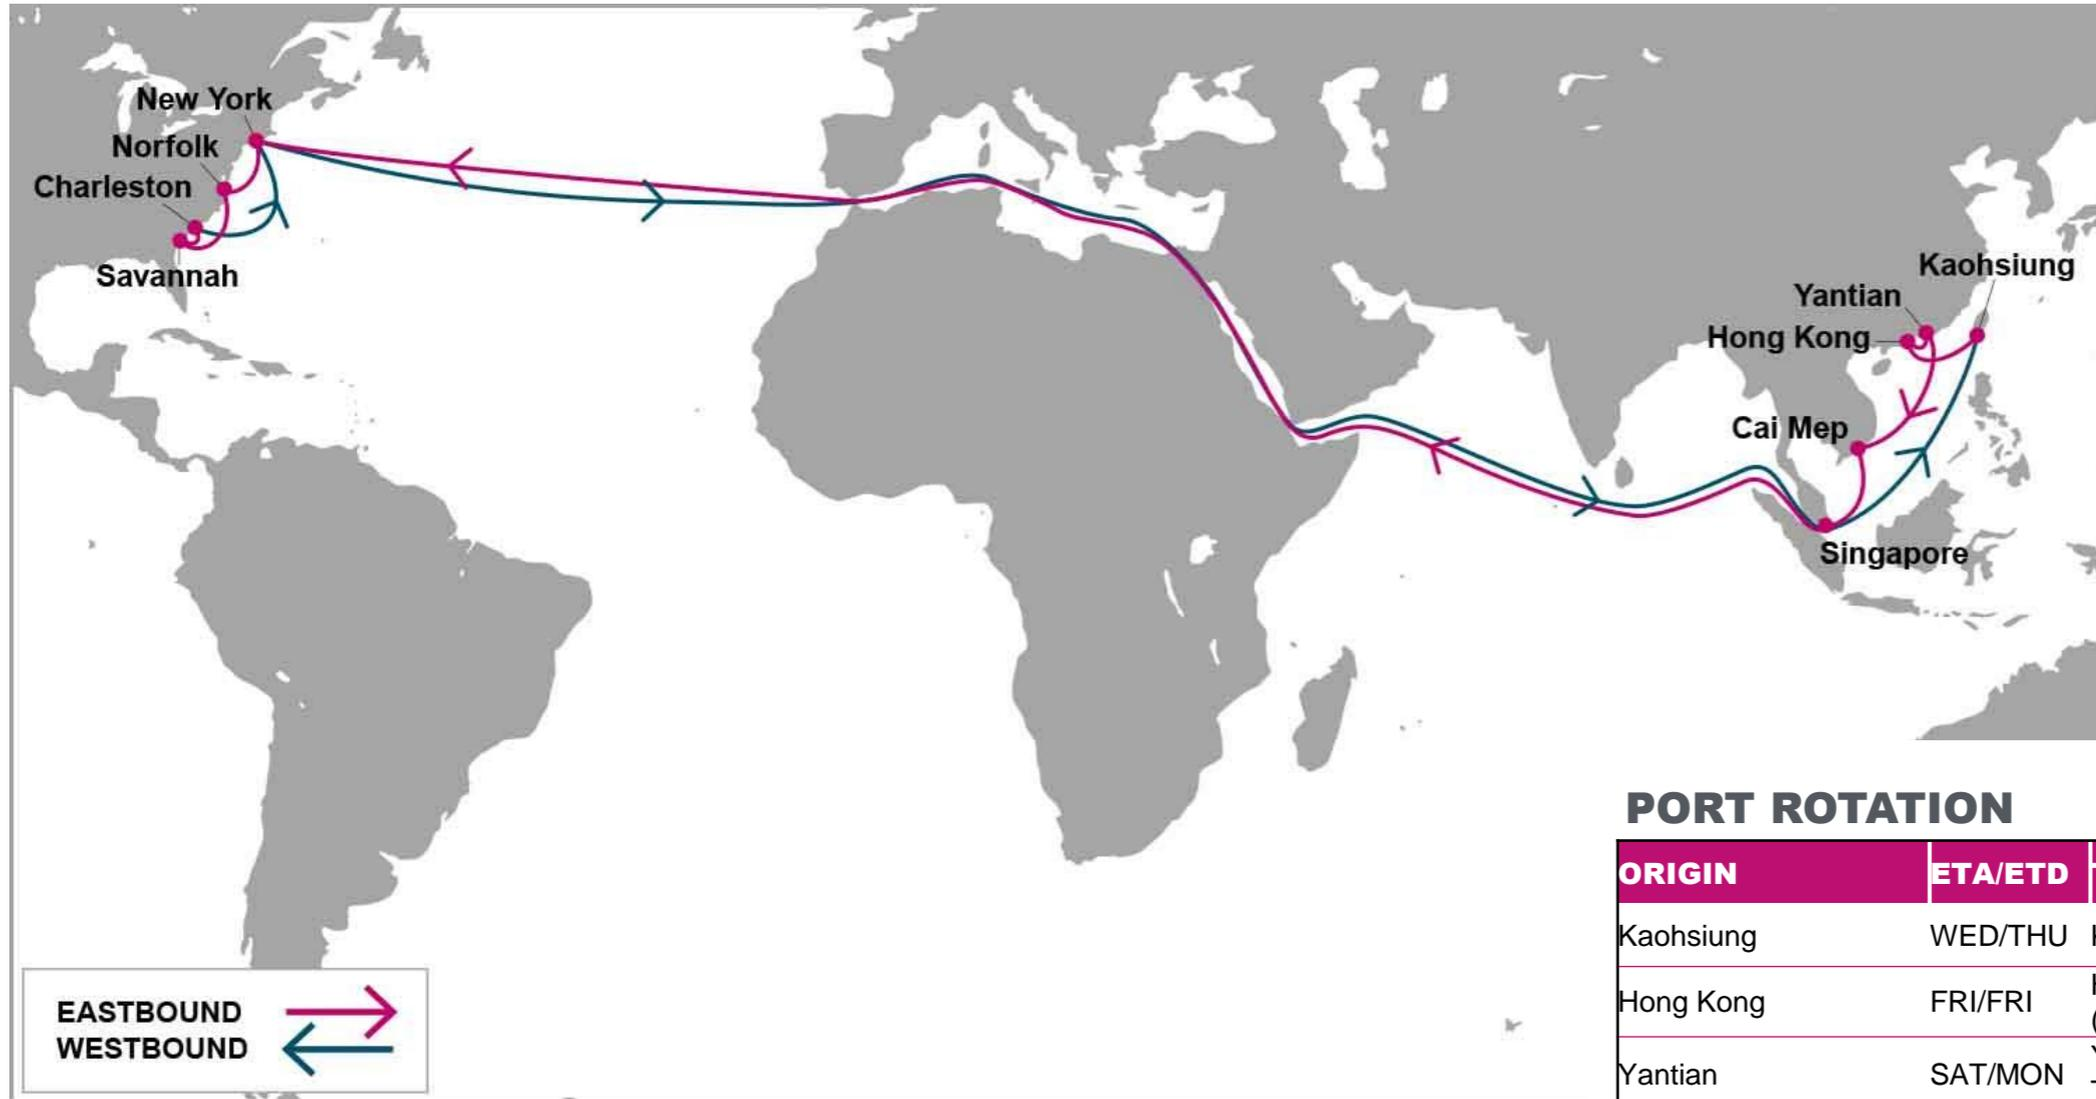 New York
Norfolk
Charleston
Savannah
Kaohsiung
Yantian
Hong Kong
Cai Mep
Singapore
EASTBOUND
WESTBOUND
PORT ROTATION
ORIGIN ETA/ETD
Kaohsiung WED/THU
Hong Kong FRI/FRI
Yantian SAT/MON